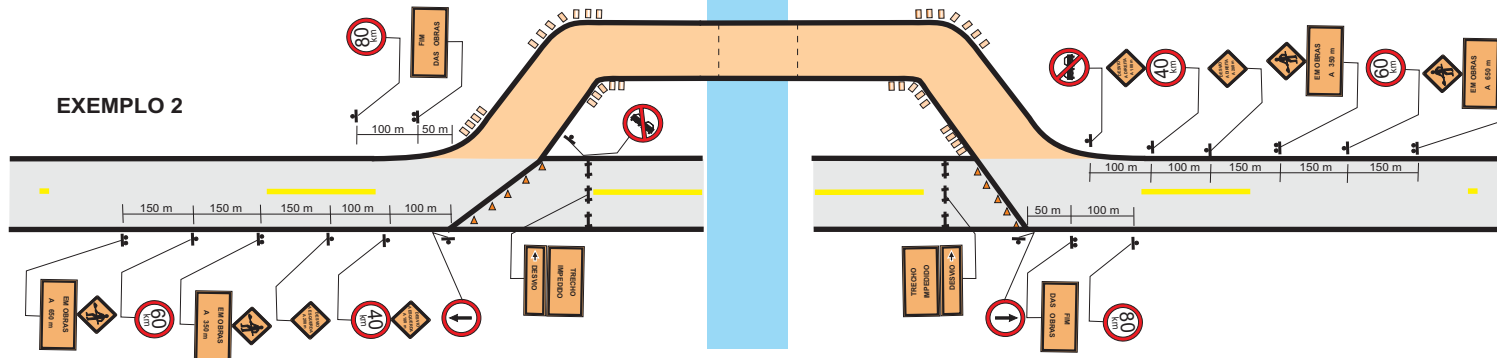 EXEMPLO 2
80
km
FIM
DAS OBRAS
100 m
50 m
40
km
EM OBRAS
A 350 m
60
km
EM OBRAS
A 650 m
100 m
100 m
150 m
150 m
150 m
150 m
150 m
150 m
100 m
100 m
50 m
100 m
EM OBRAS
A 650 m
60
km
EM OBRAS
A 350 m
40
km
DESVIO
TRECHO
IMPEDIDO
TRECHO
IMPEDIDO
DESVIO
FIM
DAS OBRAS
80
km